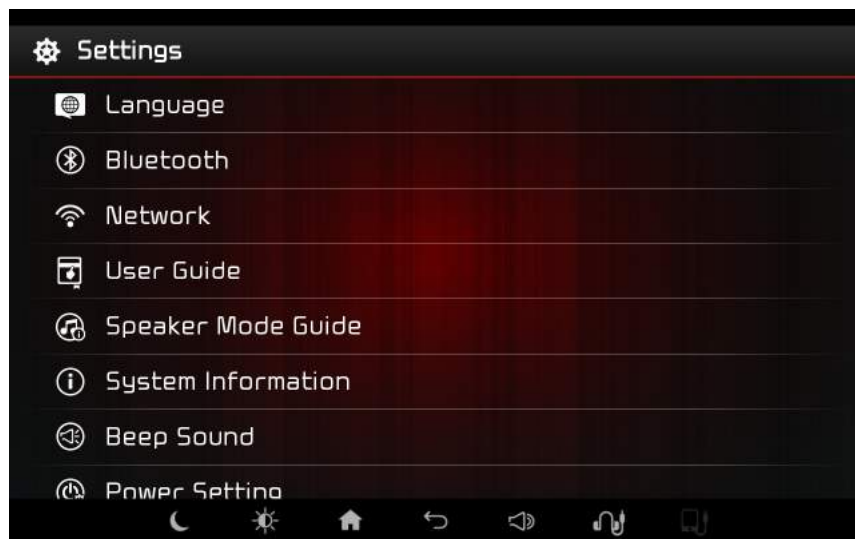 Settings
Language
Bluetooth
Network
User Guide
Speaker Mode Guide
System Information
Beep Sound
Power Setting